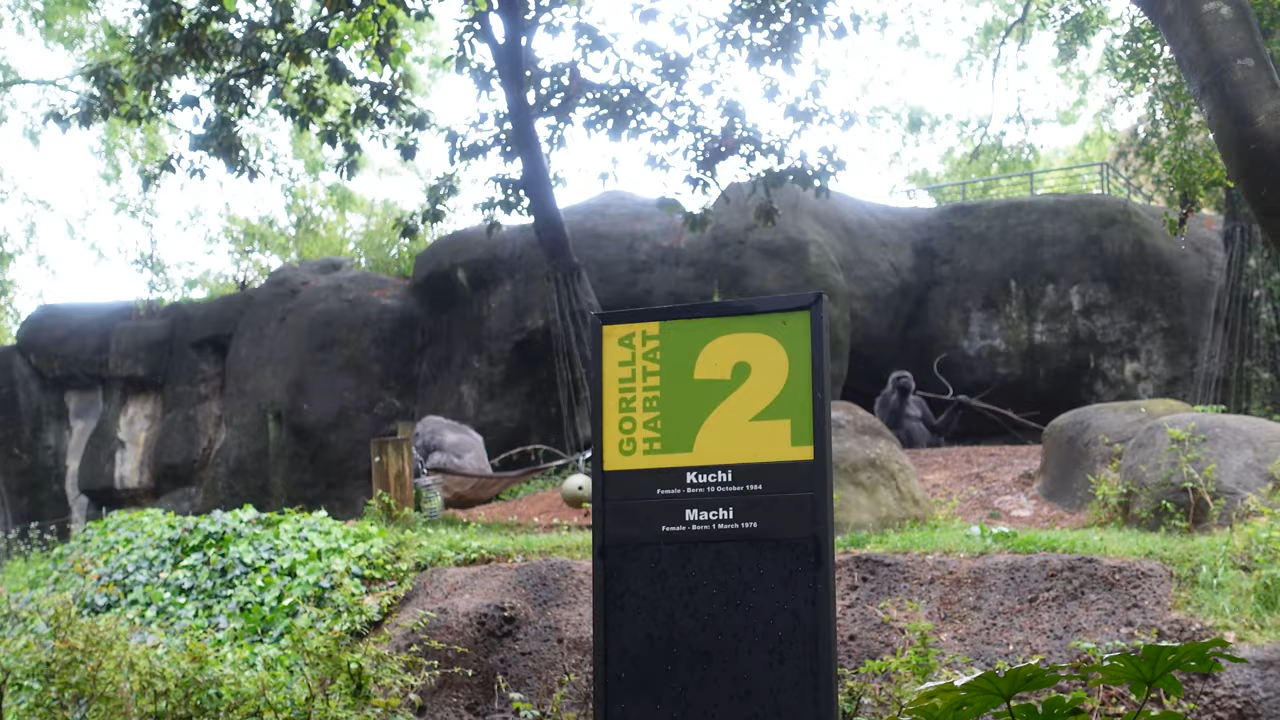 GORILLA
HABITAT
2
Kuchi
Female - Born: 10 October 1984
Machi
Female - Born: 1 March 1976